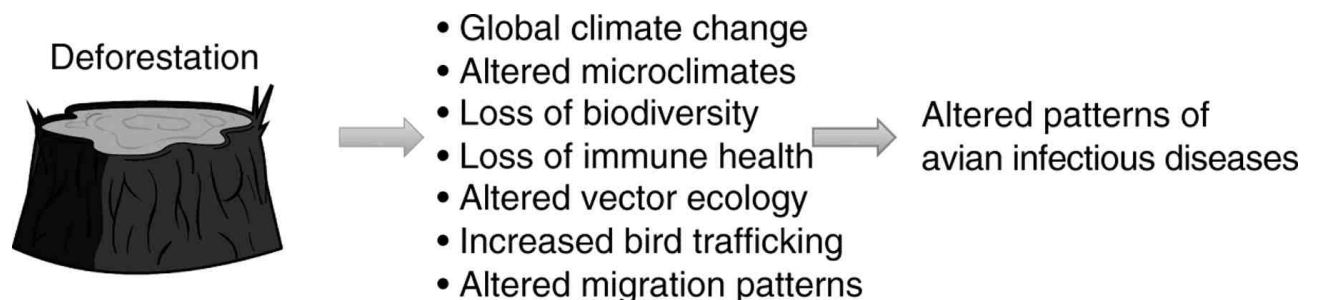 Deforestation
• Global climate change
• Altered microclimates
• Loss of biodiversity
• Loss of immune health
• Altered vector ecology
• Increased bird trafficking
• Altered migration patterns
Altered patterns of
avian infectious diseases